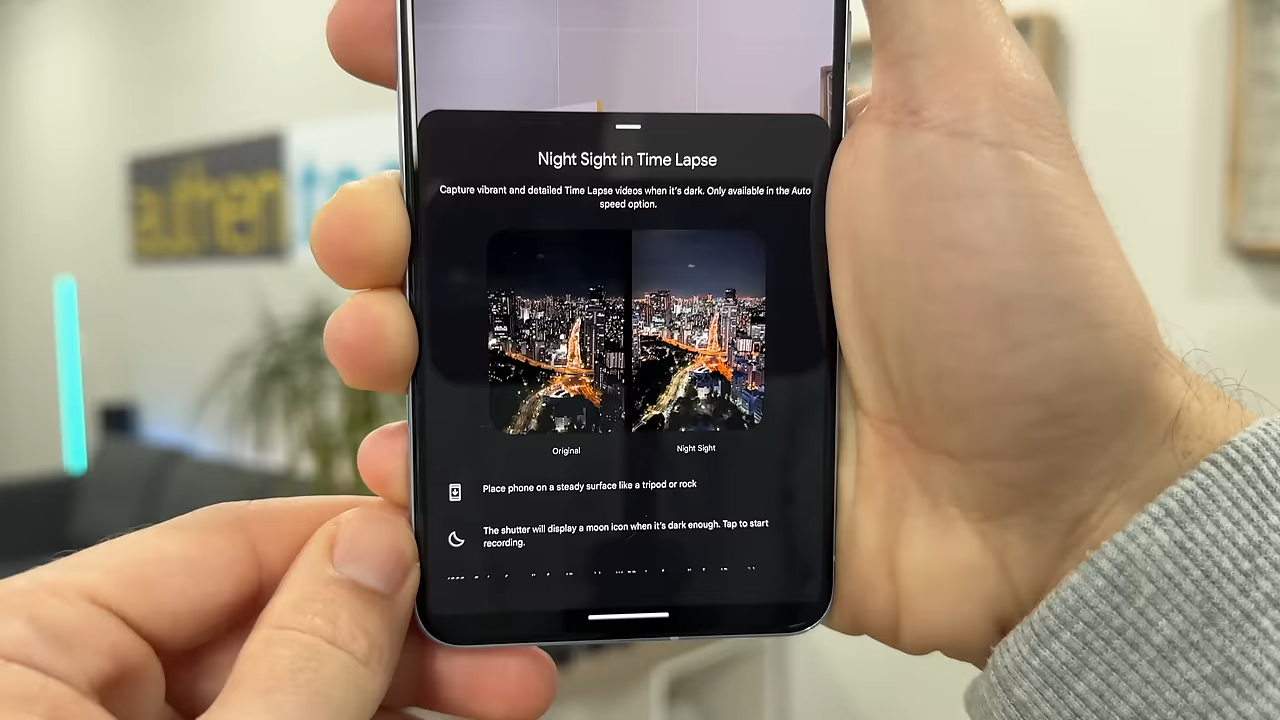 authen
te
Night Sight in Time Lapse
Capture vibrant and detailed Time Lapse videos when it's dark. Only available in the Auto
speed option.
Original
Night Sight
Place phone on a steady surface like a tripod or rock
The shutter will display a moon icon when it's dark enough. Tap to start
recording.